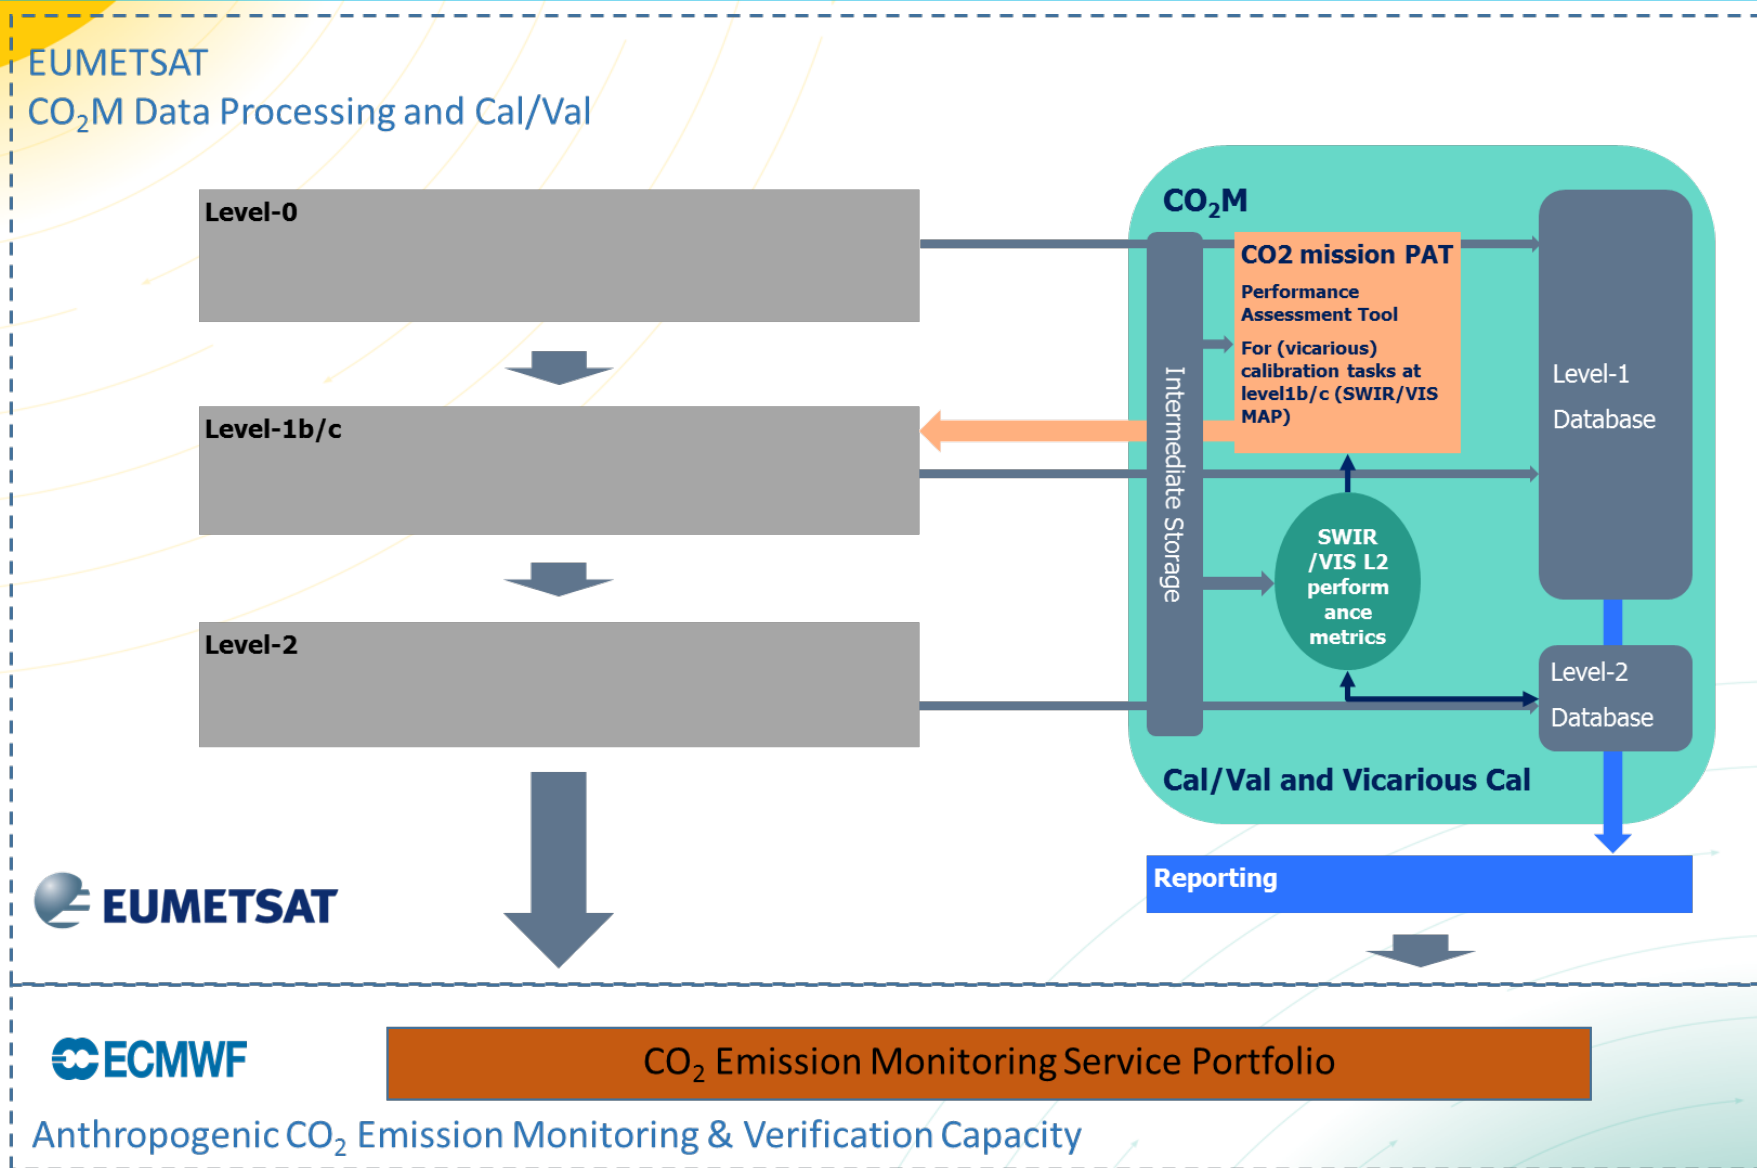 EUMETSAT
CO₂M Data Processing and Cal/Val
Level-0
Level-1b/c
Level-2
CO₂M
CO2 mission PAT
Performance
Assessment Tool
For (vicarious)
calibration tasks at
level1b/c (SWIR/VIS
MAP)
Intermediate Storage
SWIR
/VIS L2
perform
ance
metrics
Level-1
Database
Level-2
Database
Cal/Val and Vicarious Cal
Reporting
EUMETSAT
ECMWF
CO₂ Emission Monitoring Service Portfolio
Anthropogenic CO₂ Emission Monitoring & Verification Capacity